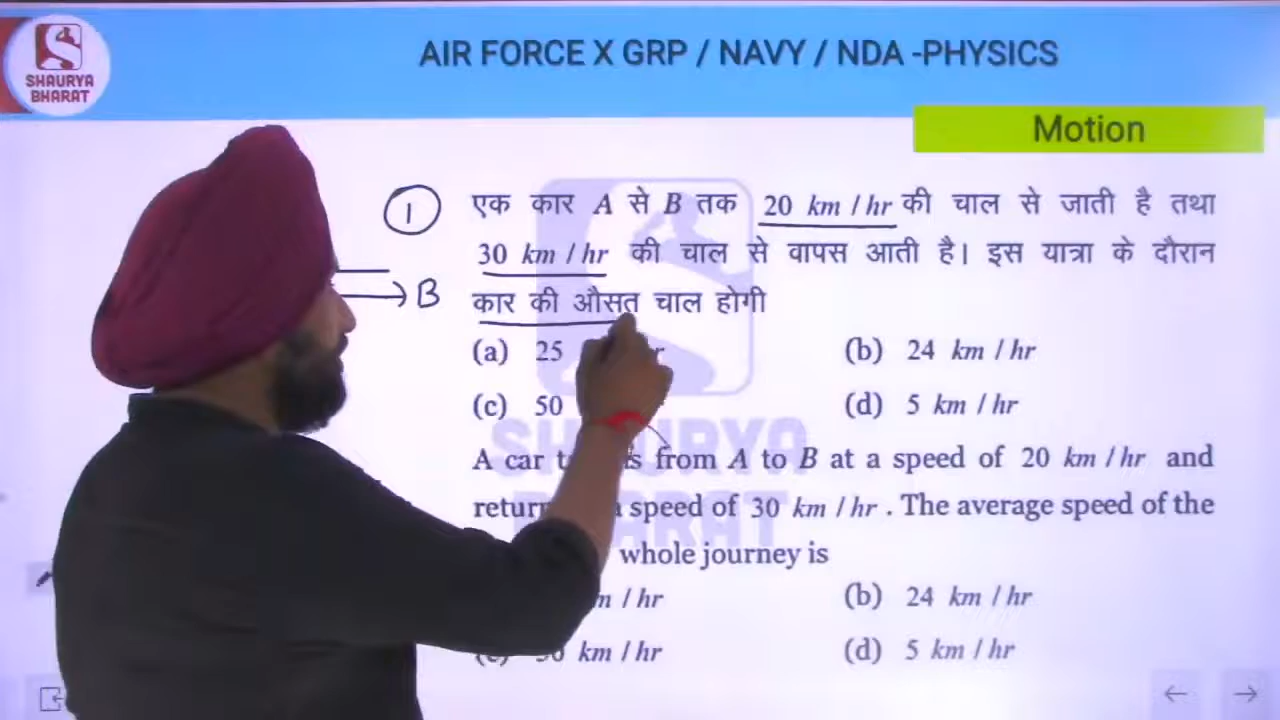 SHAURYA
BHARAT
AIR FORCE X GRP / NAVY / NDA -PHYSICS
Motion
1
एक कार A से B तक 20 km / hr की चाल से जाती है तथा
30 km / hr की चाल से वापस आती है। इस यात्रा के दौरान
B
कार की औसत चाल होगी
(a) 25
(b) 24 km / hr
(c) 50
(d) 5 km / hr
SHAURYA
BHARAT
A car from A to B at a speed of 20 km / hr and
speed of 30 km / hr . The average speed of the
whole journey is
/ hr
(b) 24 km / hr
km / hr
(d) 5 km / hr